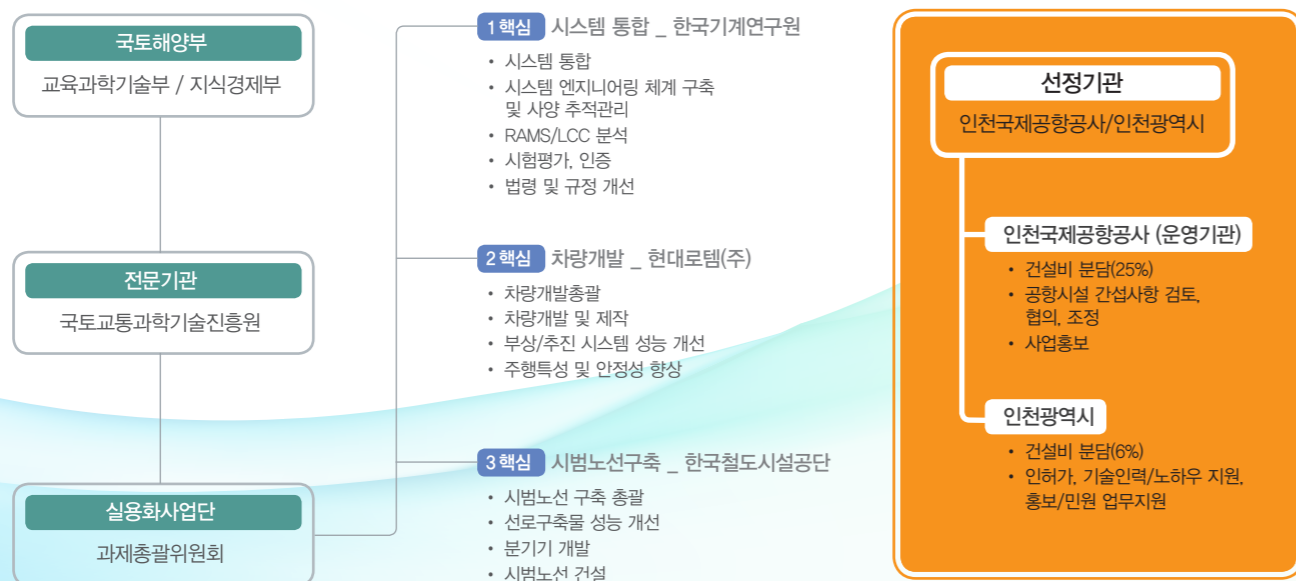 국토해양부
교육과학기술부 / 지식경제부
전문기관
국토교통과학기술진흥원
실용화사업단
과제총괄위원회
1핵심 시스템 통합 _ 한국기계연구원
• 시스템 통합
• 시스템 엔지니어링 체계 구축
및 사양 추적관리
• RAMS/LCC 분석
• 시험평가, 인증
• 법령 및 규정 개선
2핵심 차량개발 _ 현대로템(주)
• 차량개발총괄
• 차량개발 및 제작
• 부상/추진 시스템 성능 개선
• 주행특성 및 안정성 향상
3핵심 시범노선구축 _ 한국철도시설공단
• 시범노선 구축 총괄
• 선로구축물 성능 개선
• 분기기 개발
• 시범노선 건설
선정기관
인천국제공항공사/인천광역시
인천국제공항공사 (운영기관)
• 건설비 분담(25%)
• 공항시설 간섭사항 검토,
협의, 조정
• 사업홍보
인천광역시
• 건설비 분담(6%)
• 인허가, 기술인력/노하우 지원,
홍보/민원 업무지원